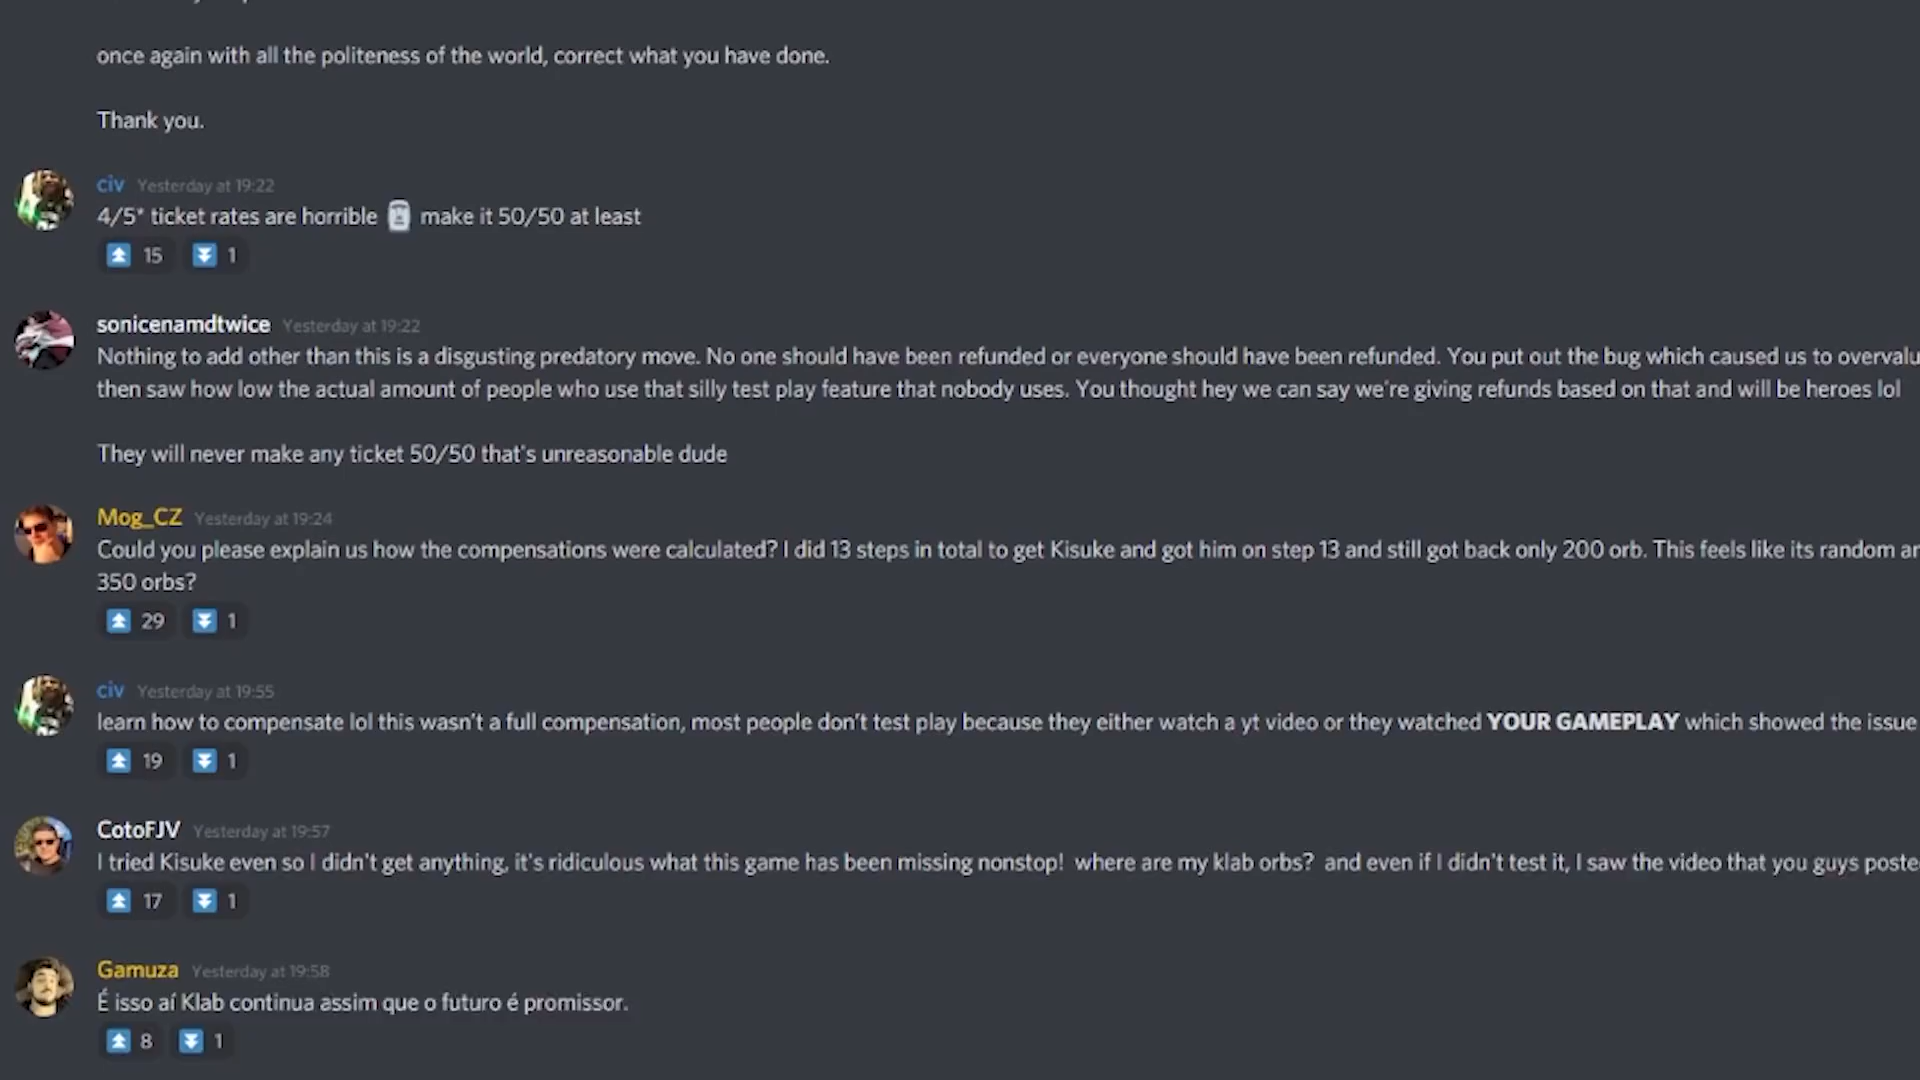 once again with all the politeness of the world, correct what you have done.
Thank you.
civ Yesterday at 19:22
4/5* ticket rates are horrible make it 50/50 at least
15 1
sonicenamdtwice Yesterday at 19:22
Nothing to add other than this is a disgusting predatory move. No one should have been refunded or everyone should have been refunded. You put out the bug which caused us to overvalu
then saw how low the actual amount of people who use that silly test play feature that nobody uses. You thought hey we can say we're giving refunds based on that and will be heroes lol
They will never make any ticket 50/50 that's unreasonable dude
Mog_CZ Yesterday at 19:24
Could you please explain us how the compensations were calculated? I did 13 steps in total to get Kisuke and got him on step 13 and still got back only 200 orb. This feels like its random ar
350 orbs?
29 1
civ Yesterday at 19:55
learn how to compensate lol this wasn't a full compensation, most people don't test play because they either watch a yt video or they watched YOUR GAMEPLAY which showed the issue
19 1
CotoFJV Yesterday at 19:57
I tried Kisuke even so I didn't get anything, it's ridiculous what this game has been missing nonstop! where are my klab orbs? and even if I didn't test it, I saw the video that you guys poste
17 1
Gamuza Yesterday at 19:58
É isso aí Klab continua assim que o futuro é promissor.
8 1